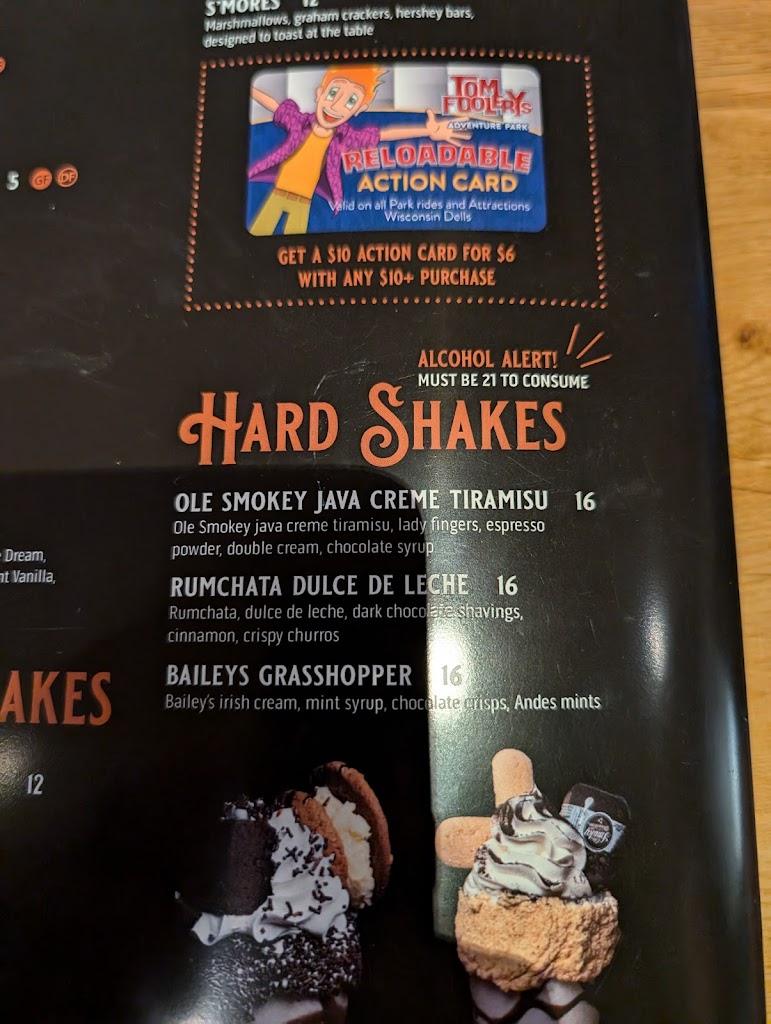 S'MORES 12
Marshmallows, graham crackers, hershey bars,
designed to toast at the table
TOM
FOOLERYS
ADVENTURE PARK
RELOADABLE
ACTION CARD
Valid on all Park rides and Attractions
Wisconsin Dells
GET A $10 ACTION CARD FOR $6
WITH ANY $10+ PURCHASE
5 GF DF
ALCOHOL ALERT!
MUST BE 21 TO CONSUME
HARD SHAKES
OLE SMOKEY JAVA CREME TIRAMISU 16
Ole Smokey java creme tiramisu, lady fingers, espresso
powder, double cream, chocolate syrup
RUMCHATA DULCE DE LECHE 16
Rumchata, dulce de leche, dark chocolate shavings,
cinnamon, crispy churros
BAILEYS GRASSHOPPER 16
Bailey's irish cream, mint syrup, chocolate crisps, Andes mints
Dream,
nt Vanilla,
AKES
12